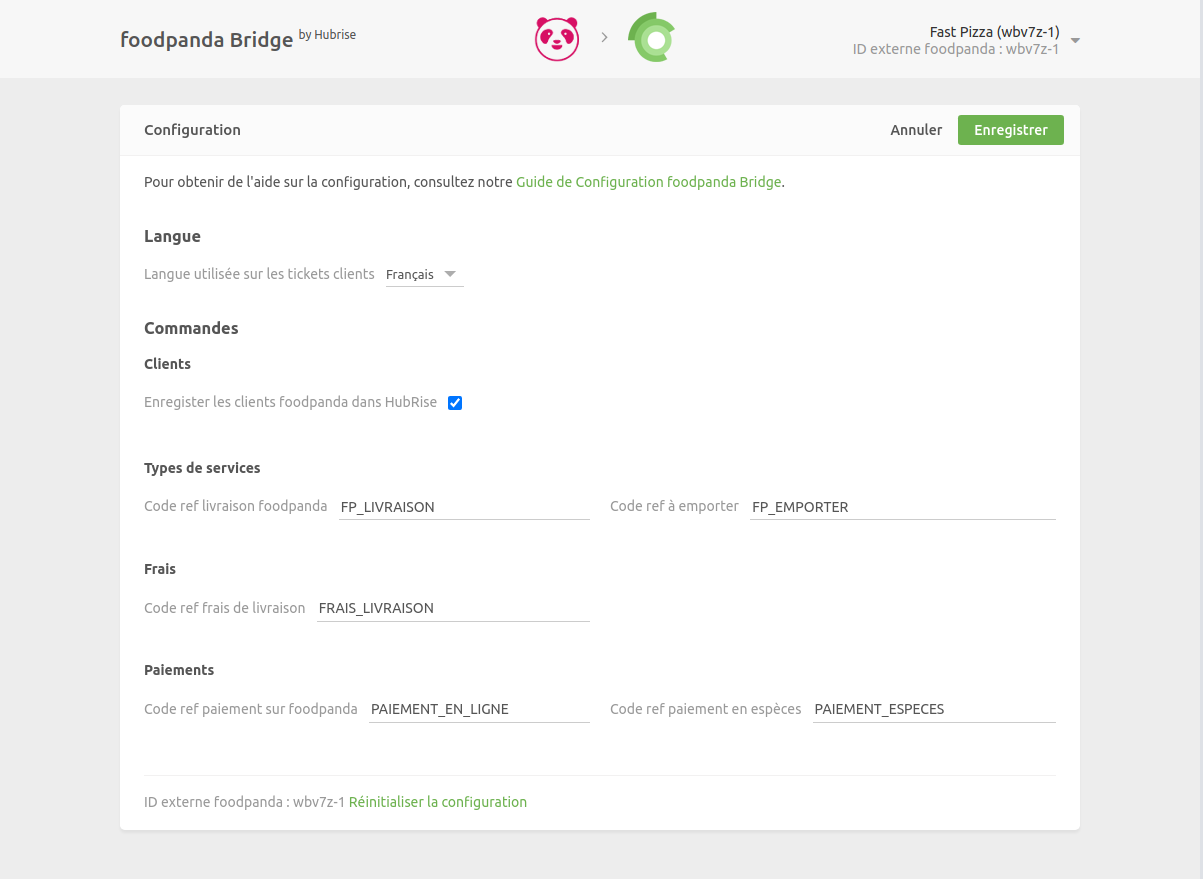 foodpanda Bridge by Hubrise
Fast Pizza (wbv7z-1)
ID externe foodpanda : wbv7z-1
Configuration
Annuler
Enregistrer
Pour obtenir de l'aide sur la configuration, consultez notre Guide de Configuration foodpanda Bridge.
Langue
Langue utilisée sur les tickets clients Français
Commandes
Clients
Enregister les clients foodpanda dans HubRise
Types de services
Code ref livraison foodpanda FP_LIVRAISON
Code ref à emporter FP_EMPORTER
Frais
Code ref frais de livraison FRAIS_LIVRAISON
Paiements
Code ref paiement sur foodpanda PAIEMENT_EN_LIGNE
Code ref paiement en espèces PAIEMENT_ESPECES
ID externe foodpanda : wbv7z-1 Réinitialiser la configuration